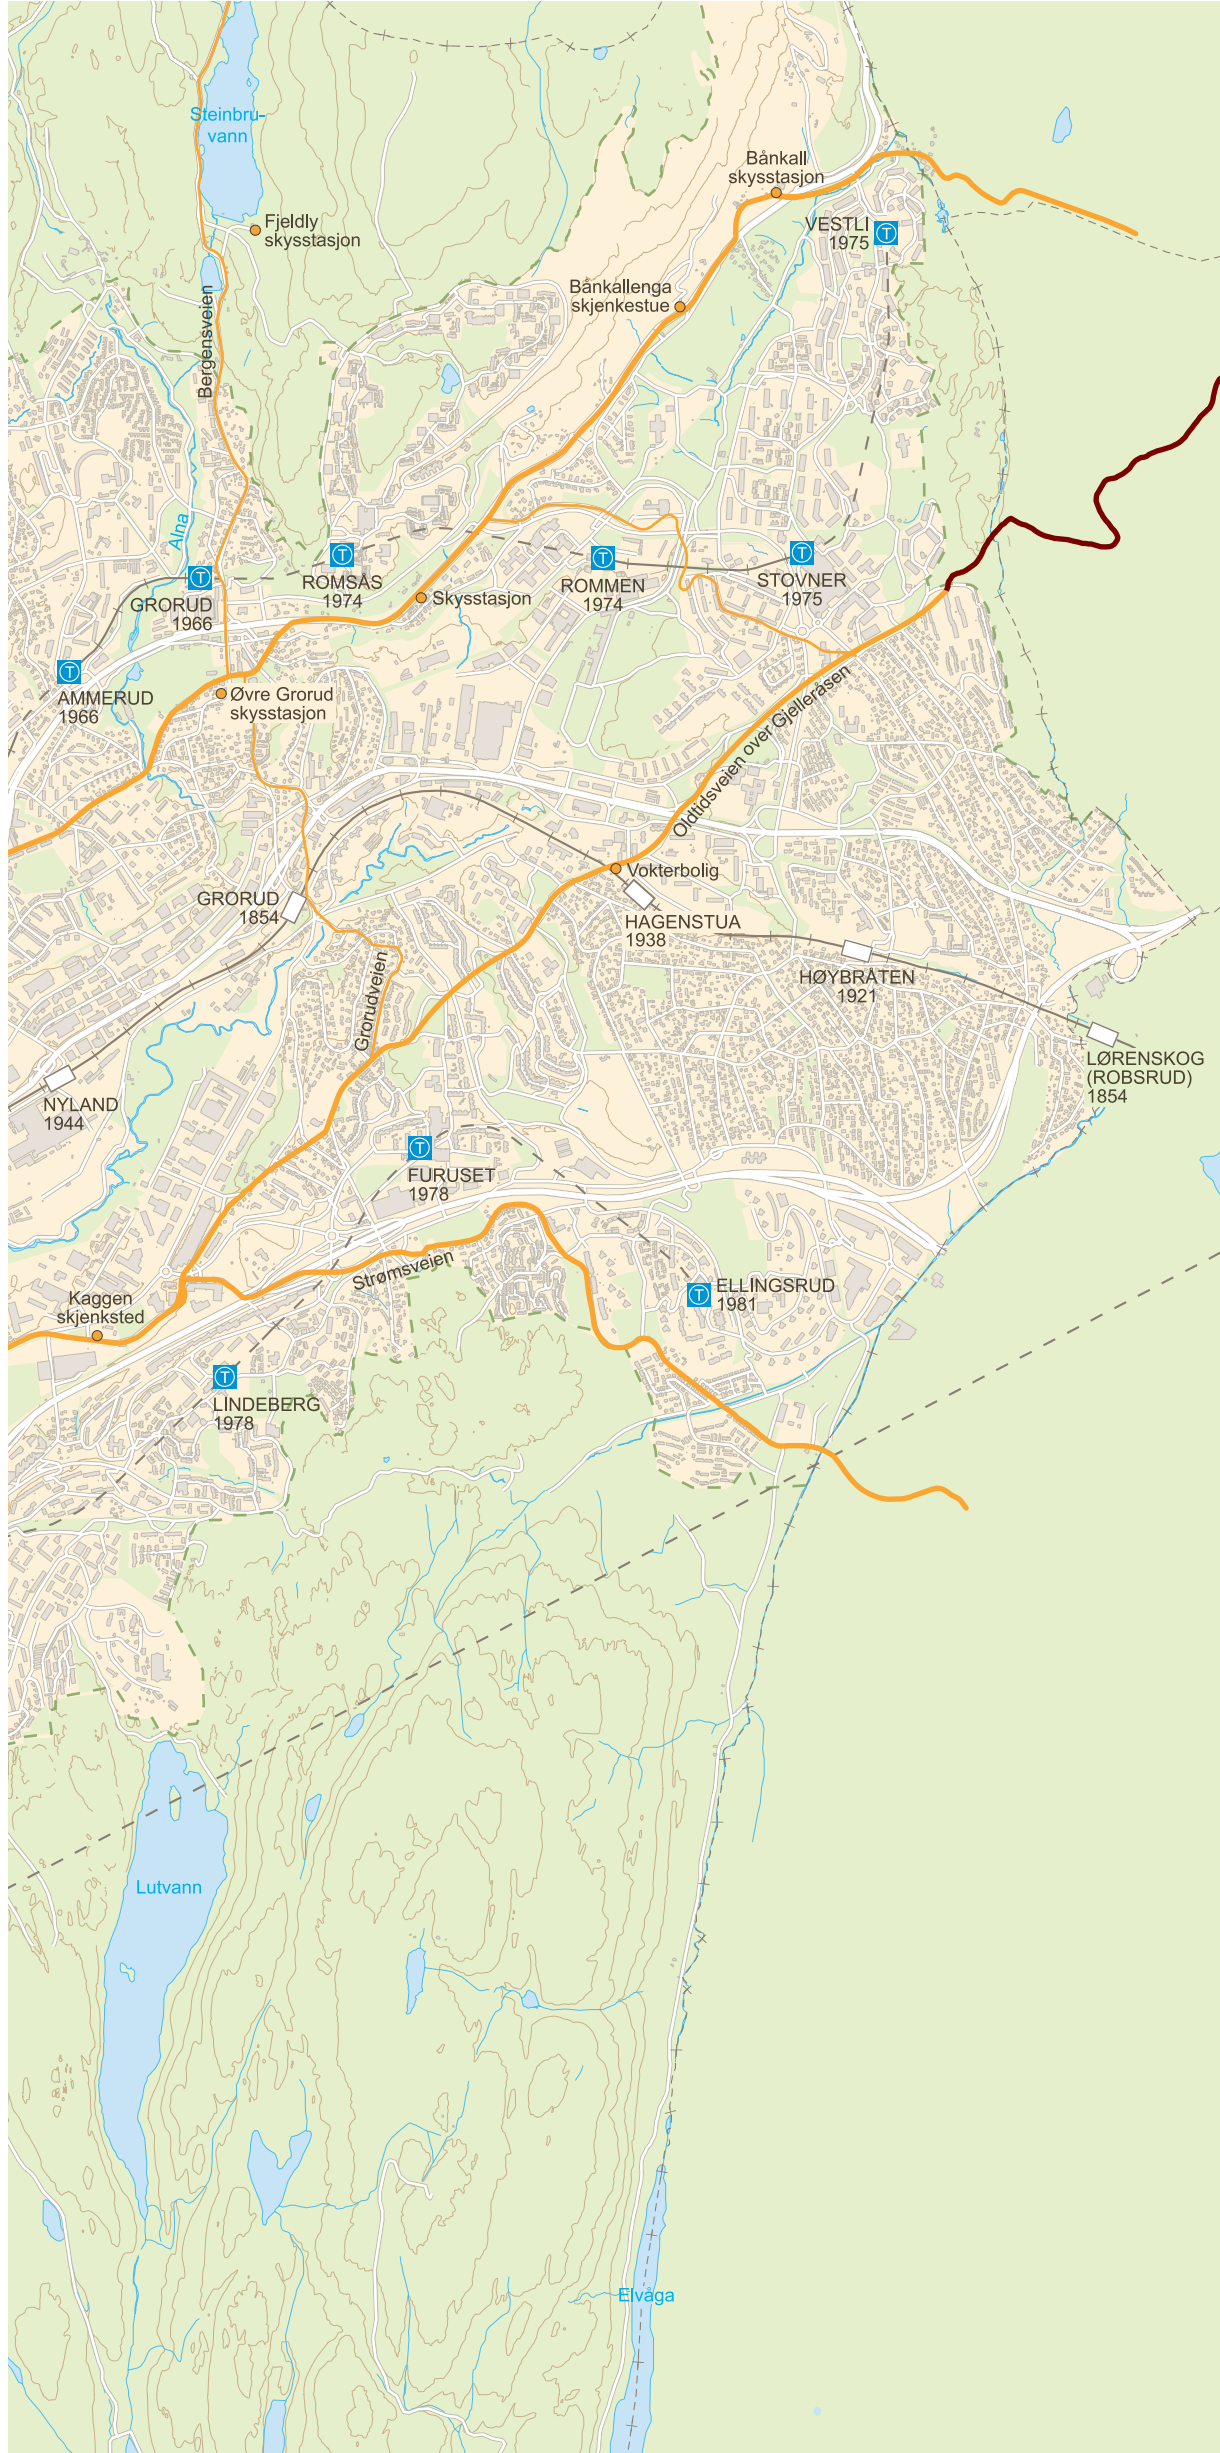 Steinbru-
vann
Bånkall
skysstasjon
Fjeldly
skysstasjon
VESTLI
1975
T
Bånkallenga
skjenkestue
Bergensveien
Alna
T
ROMSÅS
1974
T
ROMMEN
1974
T
STOVNER
1975
T
GRORUD
1966
Skysstasjon
T
AMMERUD
1966
Øvre Grorud
skysstasjon
Oldtidsveien over Gjelleråsen
Vokterbolig
GRORUD
1854
HAGENSTUA
1938
HØYBRÅTEN
1921
Grorudveien
LØRENSKOG
(ROBSRUD)
1854
NYLAND
1944
T
FURUSET
1978
Strømsveien
T
ELLINGSRUD
1981
Kaggen
skjenksted
T
LINDEBERG
1978
Lutvann
Elvåga